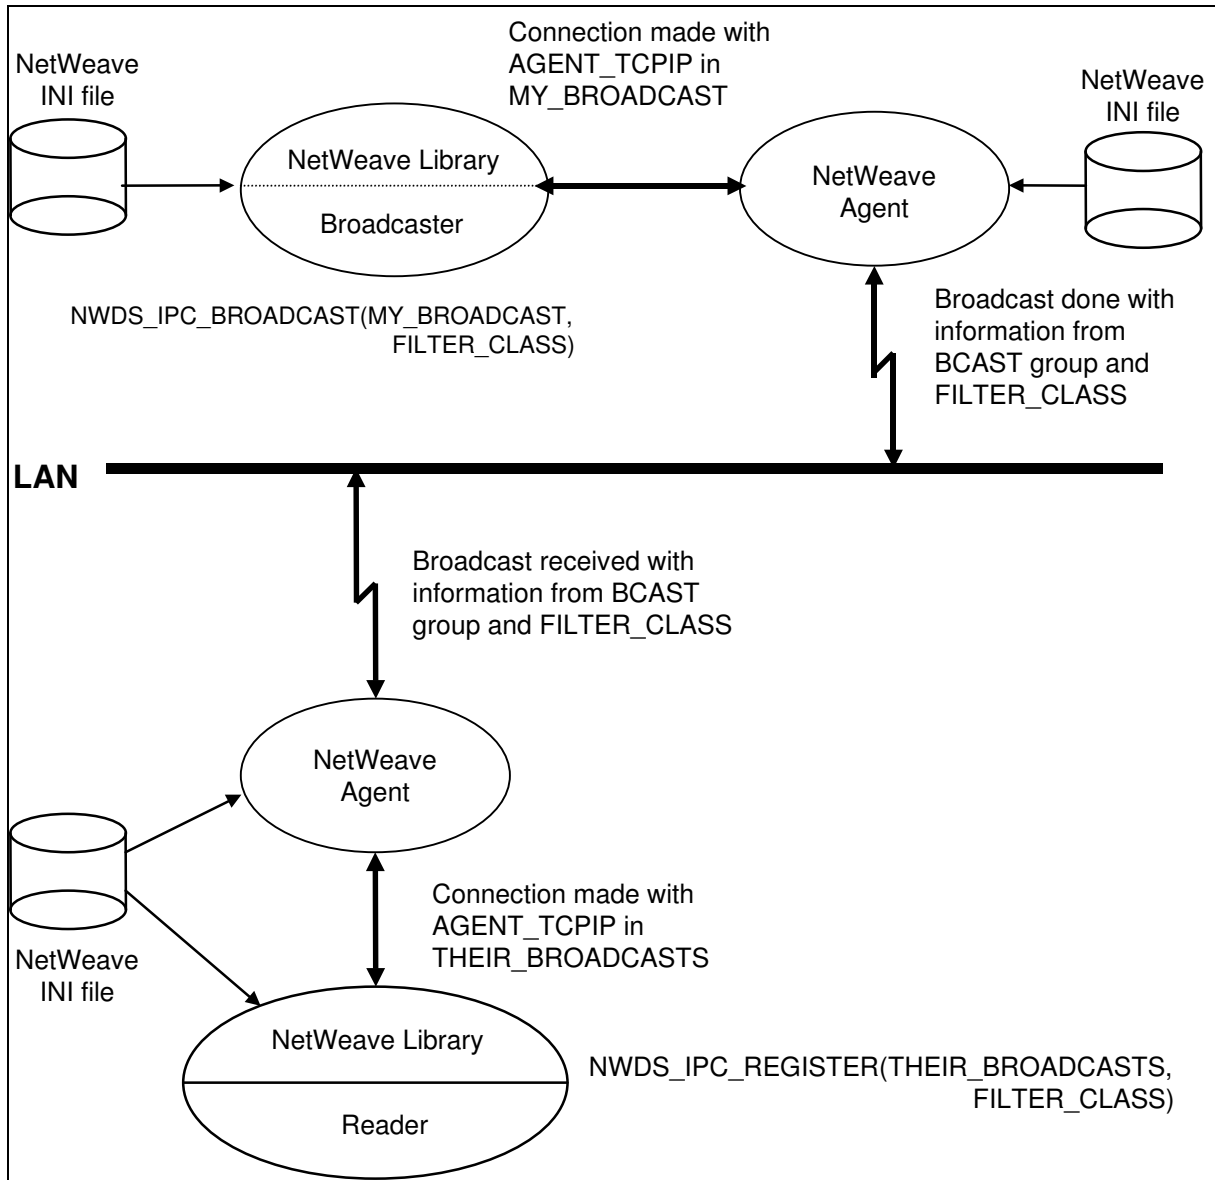 NetWeave
INI file
Connection made with
AGENT_TCPIP in
MY_BROADCAST
NetWeave
INI file
NetWeave Library
Broadcaster
NetWeave
Agent
NWDS_IPC_BROADCAST(MY_BROADCAST,
FILTER_CLASS)
Broadcast done with
information from
BCAST group and
FILTER_CLASS
LAN
Broadcast received with
information from BCAST
group and FILTER_CLASS
NetWeave
Agent
NetWeave
INI file
Connection made with
AGENT_TCPIP in
THEIR_BROADCASTS
NetWeave Library
Reader
NWDS_IPC_REGISTER(THEIR_BROADCASTS,
FILTER_CLASS)